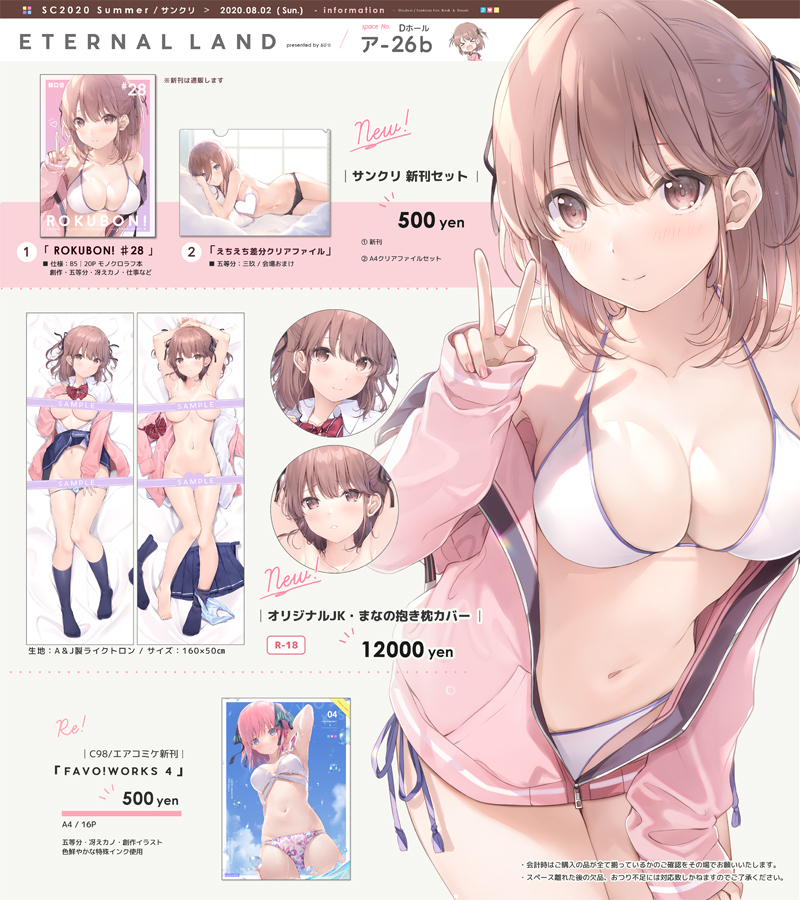 SC2020 Summer / サンクリ > 2020.08.02 ( Sun.) - information
ETERNAL LAND
presented by
space No.
Dホール
ア-26b
※新刊は通販します
#28
ROKUBON!
New!
| サンクリ 新刊セット |
500 yen
① 新刊
② A4クリアファイルセット
1 「 ROKUBON! ♯28 」
■ 仕様：B5｜20P モノクロラフ本
創作・五等分・冴えカノ・仕事など
2 「えちえち差分クリアファイル」
■ 五等分：三玖 / 会場おまけ
SAMPLE
SAMPLE
SAMPLE
SAMPLE
生地：A＆J製ライクトロン / サイズ：160×50㎝
New!
| オリジナルJK・まなの抱き枕カバー |
R-18
12000 yen
Re!
| C98/エアコミケ新刊 |
「 FAVO!WORKS 4 」
500 yen
A4 / 16P
五等分・冴えカノ・創作イラスト
色鮮やかな特殊インク使用
04
・会計時はご購入の品が全て揃っているかのご確認をその場でお願いいたします。
・スペース離れた後の欠品、おつり不足には対応致しかねますのでご了承ください。